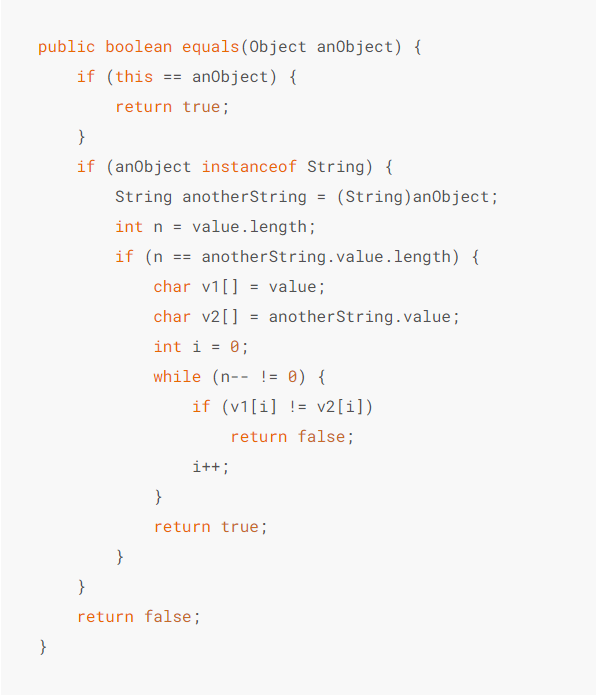 public boolean equals(Object anObject) {
    if (this == anObject) {
        return true;
    }
    if (anObject instanceof String) {
        String anotherString = (String)anObject;
        int n = value.length;
        if (n == anotherString.value.length) {
            char v1[] = value;
            char v2[] = anotherString.value;
            int i = 0;
            while (n-- != 0) {
                if (v1[i] != v2[i])
                    return false;
                i++;
            }
            return true;
        }
    }
    return false;
}